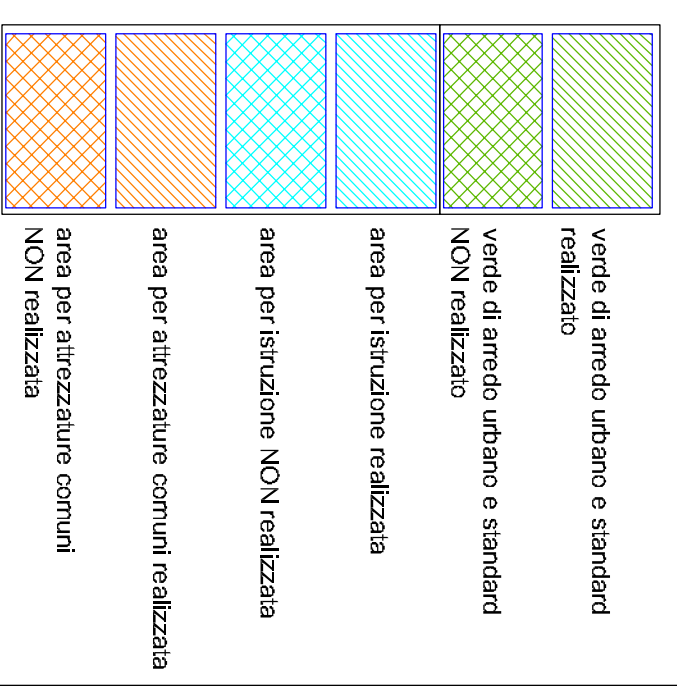 verde di arredo urbano e standard
realizzato
verde di arredo urbano e standard
NON realizzato
area per istruzione realizzata
area per istruzione NON realizzata
area per attrezzature comuni realizzata
area per attrezzature comuni
NON realizzata